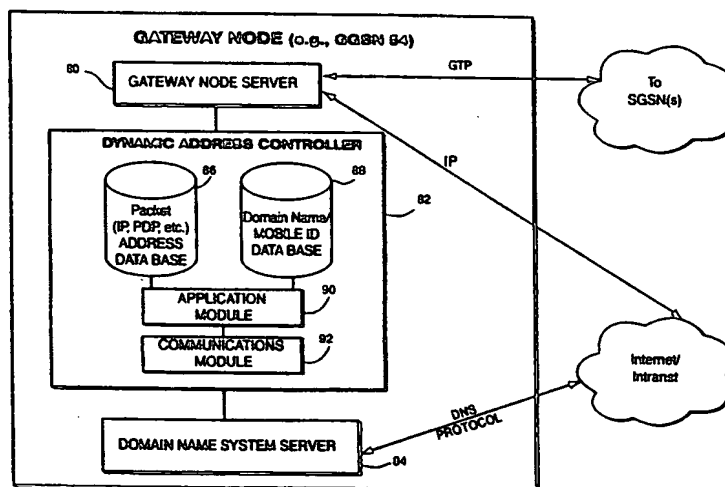 GATEWAY NODE (e.g., GGSN 54)
80
GATEWAY NODE SERVER
GTP
To
SGSN(s)
DYNAMIC ADDRESS CONTROLLER
IP
86
88
82
Packet
(IP, PDP, etc.)
ADDRESS
DATA BASE
Domain Name/
MOBILE ID
DATA BASE
APPLICATION
MODULE
90
COMMUNICATIONS
MODULE
92
Internet/
Intranet
DNS
PROTOCOL
DOMAIN NAME SYSTEM SERVER
84